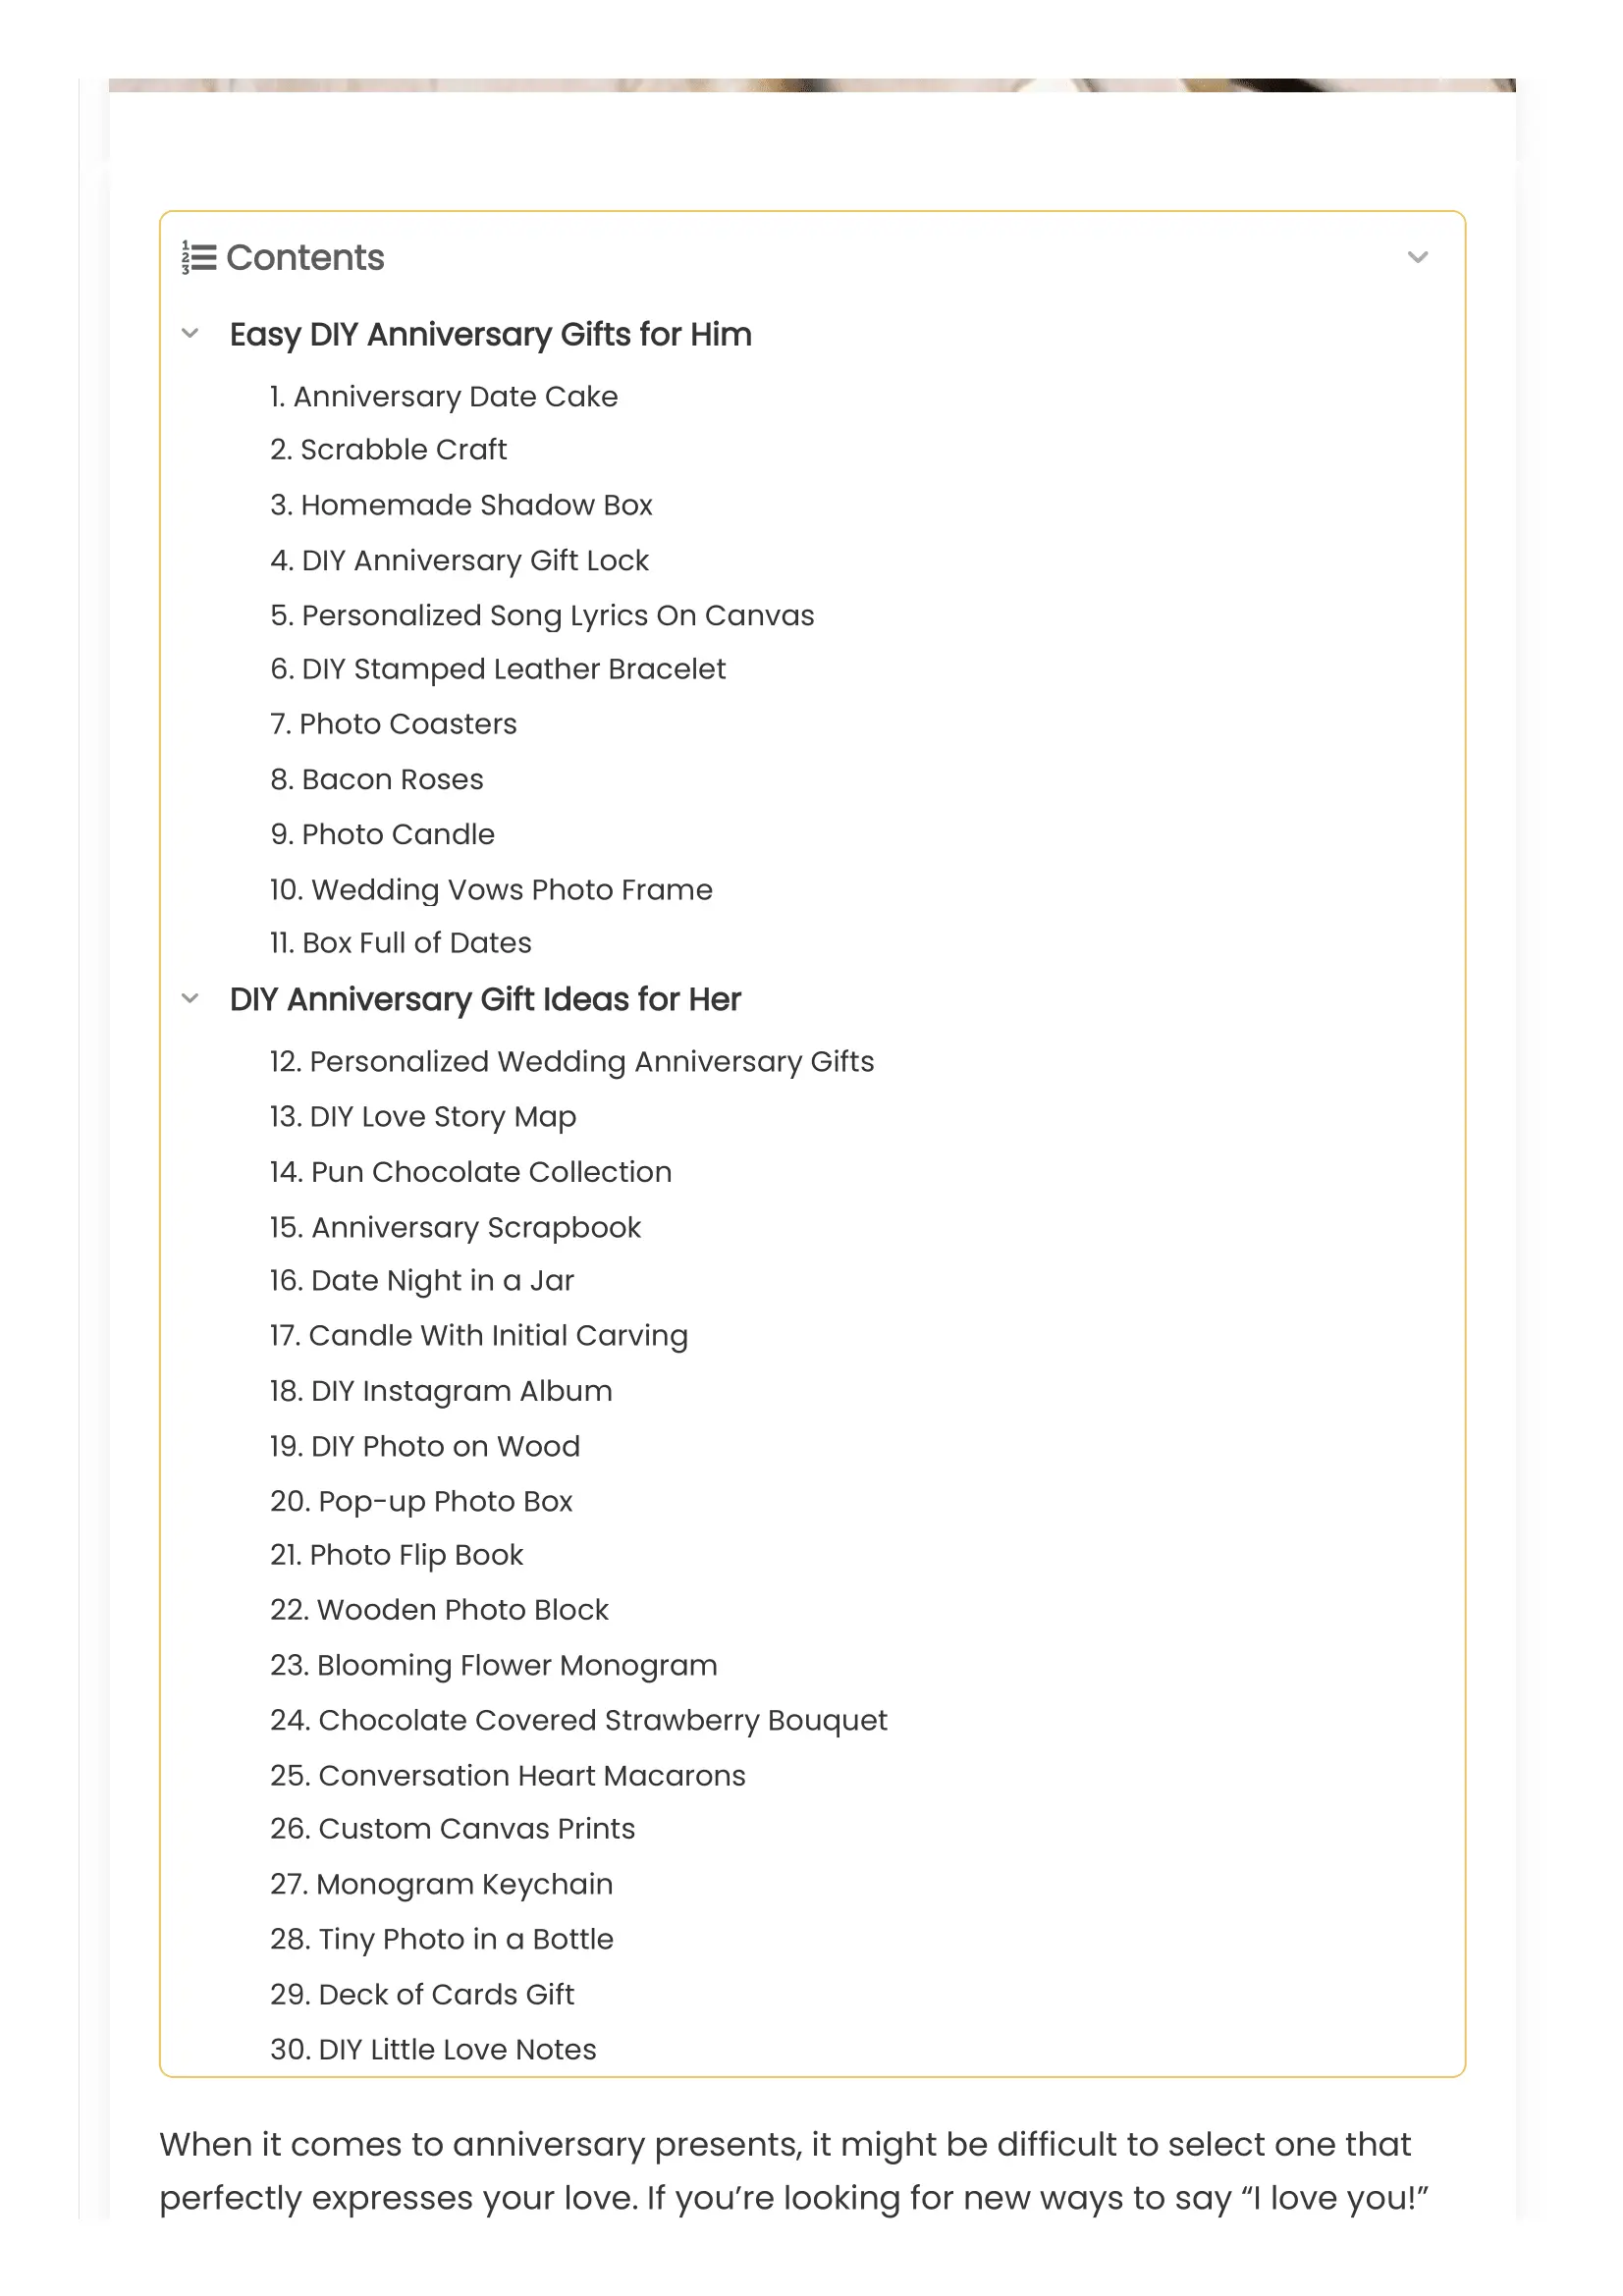 Contents
Easy DIY Anniversary Gifts for Him
1. Anniversary Date Cake
2. Scrabble Craft
3. Homemade Shadow Box
4. DIY Anniversary Gift Lock
5. Personalized Song Lyrics On Canvas
6. DIY Stamped Leather Bracelet
7. Photo Coasters
8. Bacon Roses
9. Photo Candle
10. Wedding Vows Photo Frame
11. Box Full of Dates
DIY Anniversary Gift Ideas for Her
12. Personalized Wedding Anniversary Gifts
13. DIY Love Story Map
14. Pun Chocolate Collection
15. Anniversary Scrapbook
16. Date Night in a Jar
17. Candle With Initial Carving
18. DIY Instagram Album
19. DIY Photo on Wood
20. Pop-up Photo Box
21. Photo Flip Book
22. Wooden Photo Block
23. Blooming Flower Monogram
24. Chocolate Covered Strawberry Bouquet
25. Conversation Heart Macarons
26. Custom Canvas Prints
27. Monogram Keychain
28. Tiny Photo in a Bottle
29. Deck of Cards Gift
30. DIY Little Love Notes
When it comes to anniversary presents, it might be difficult to select one that
perfectly expresses your love. If you’re looking for new ways to say “I love you!”